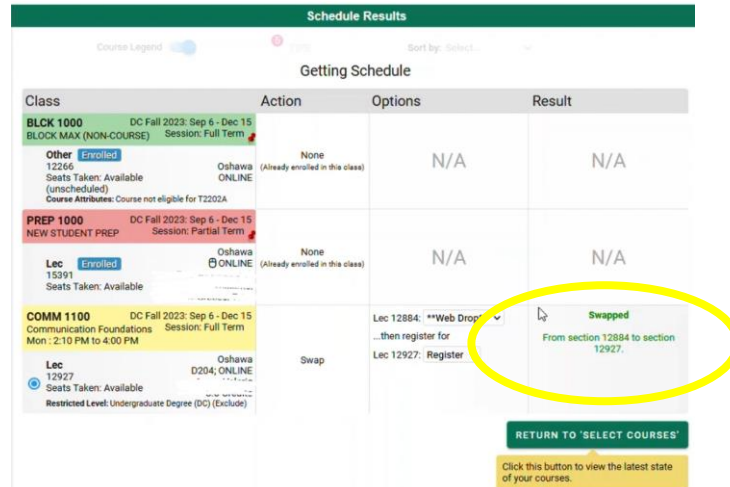 Schedule Results
Course Legend
Sort by: Select...
Getting Schedule
Class Action Options Result
BLCK 1000 DC Fall 2023: Sep 6 - Dec 15
BLOCK MAX (NON-COURSE) Session: Full Term
Other Enrolled
12266 Oshawa
Seats Taken: Available ONLINE
(unscheduled)
Course Attributes: Course not eligible for T2202A
None
(Already enrolled in this class)
N/A
N/A
PREP 1000 DC Fall 2023: Sep 6 - Dec 15
NEW STUDENT PREP Session: Partial Term
Oshawa
Lec Enrolled ONLINE
15391
Seats Taken: Available
None
(Already enrolled in this class)
N/A
N/A
COMM 1100 DC Fall 2023: Sep 6 - Dec 15
Communication Foundations Session: Full Term
Mon : 2:10 PM to 4:00 PM
Lec Oshawa
12927 D204; ONLINE
Seats Taken: Available
Restricted Level: Undergraduate Degree (DC) (Exclude)
Swap
Lec 12884: **Web Drop*
...then register for
Lec 12927: Register
Swapped
From section 12884 to section
12927.
RETURN TO 'SELECT COURSES'
Click this button to view the latest state
of your courses.